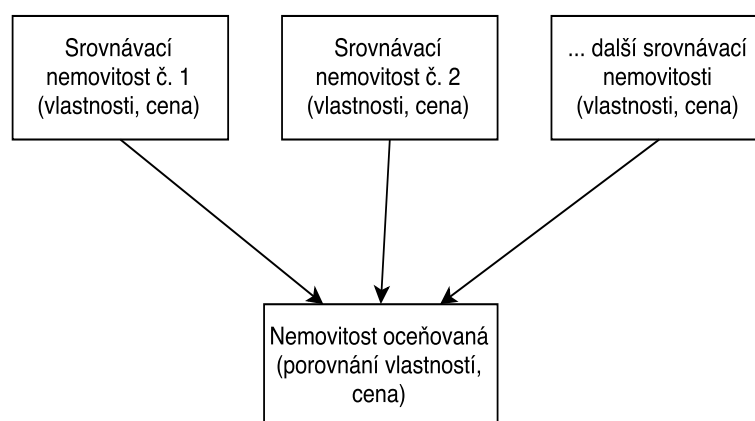 Srovnávací
nemovitost č. 1
(vlastnosti, cena)
Srovnávací
nemovitost č. 2
(vlastnosti, cena)
... další srovnávací
nemovitosti
(vlastnosti, cena)
Nemovitost oceňovaná
(porovnání vlastností,
cena)